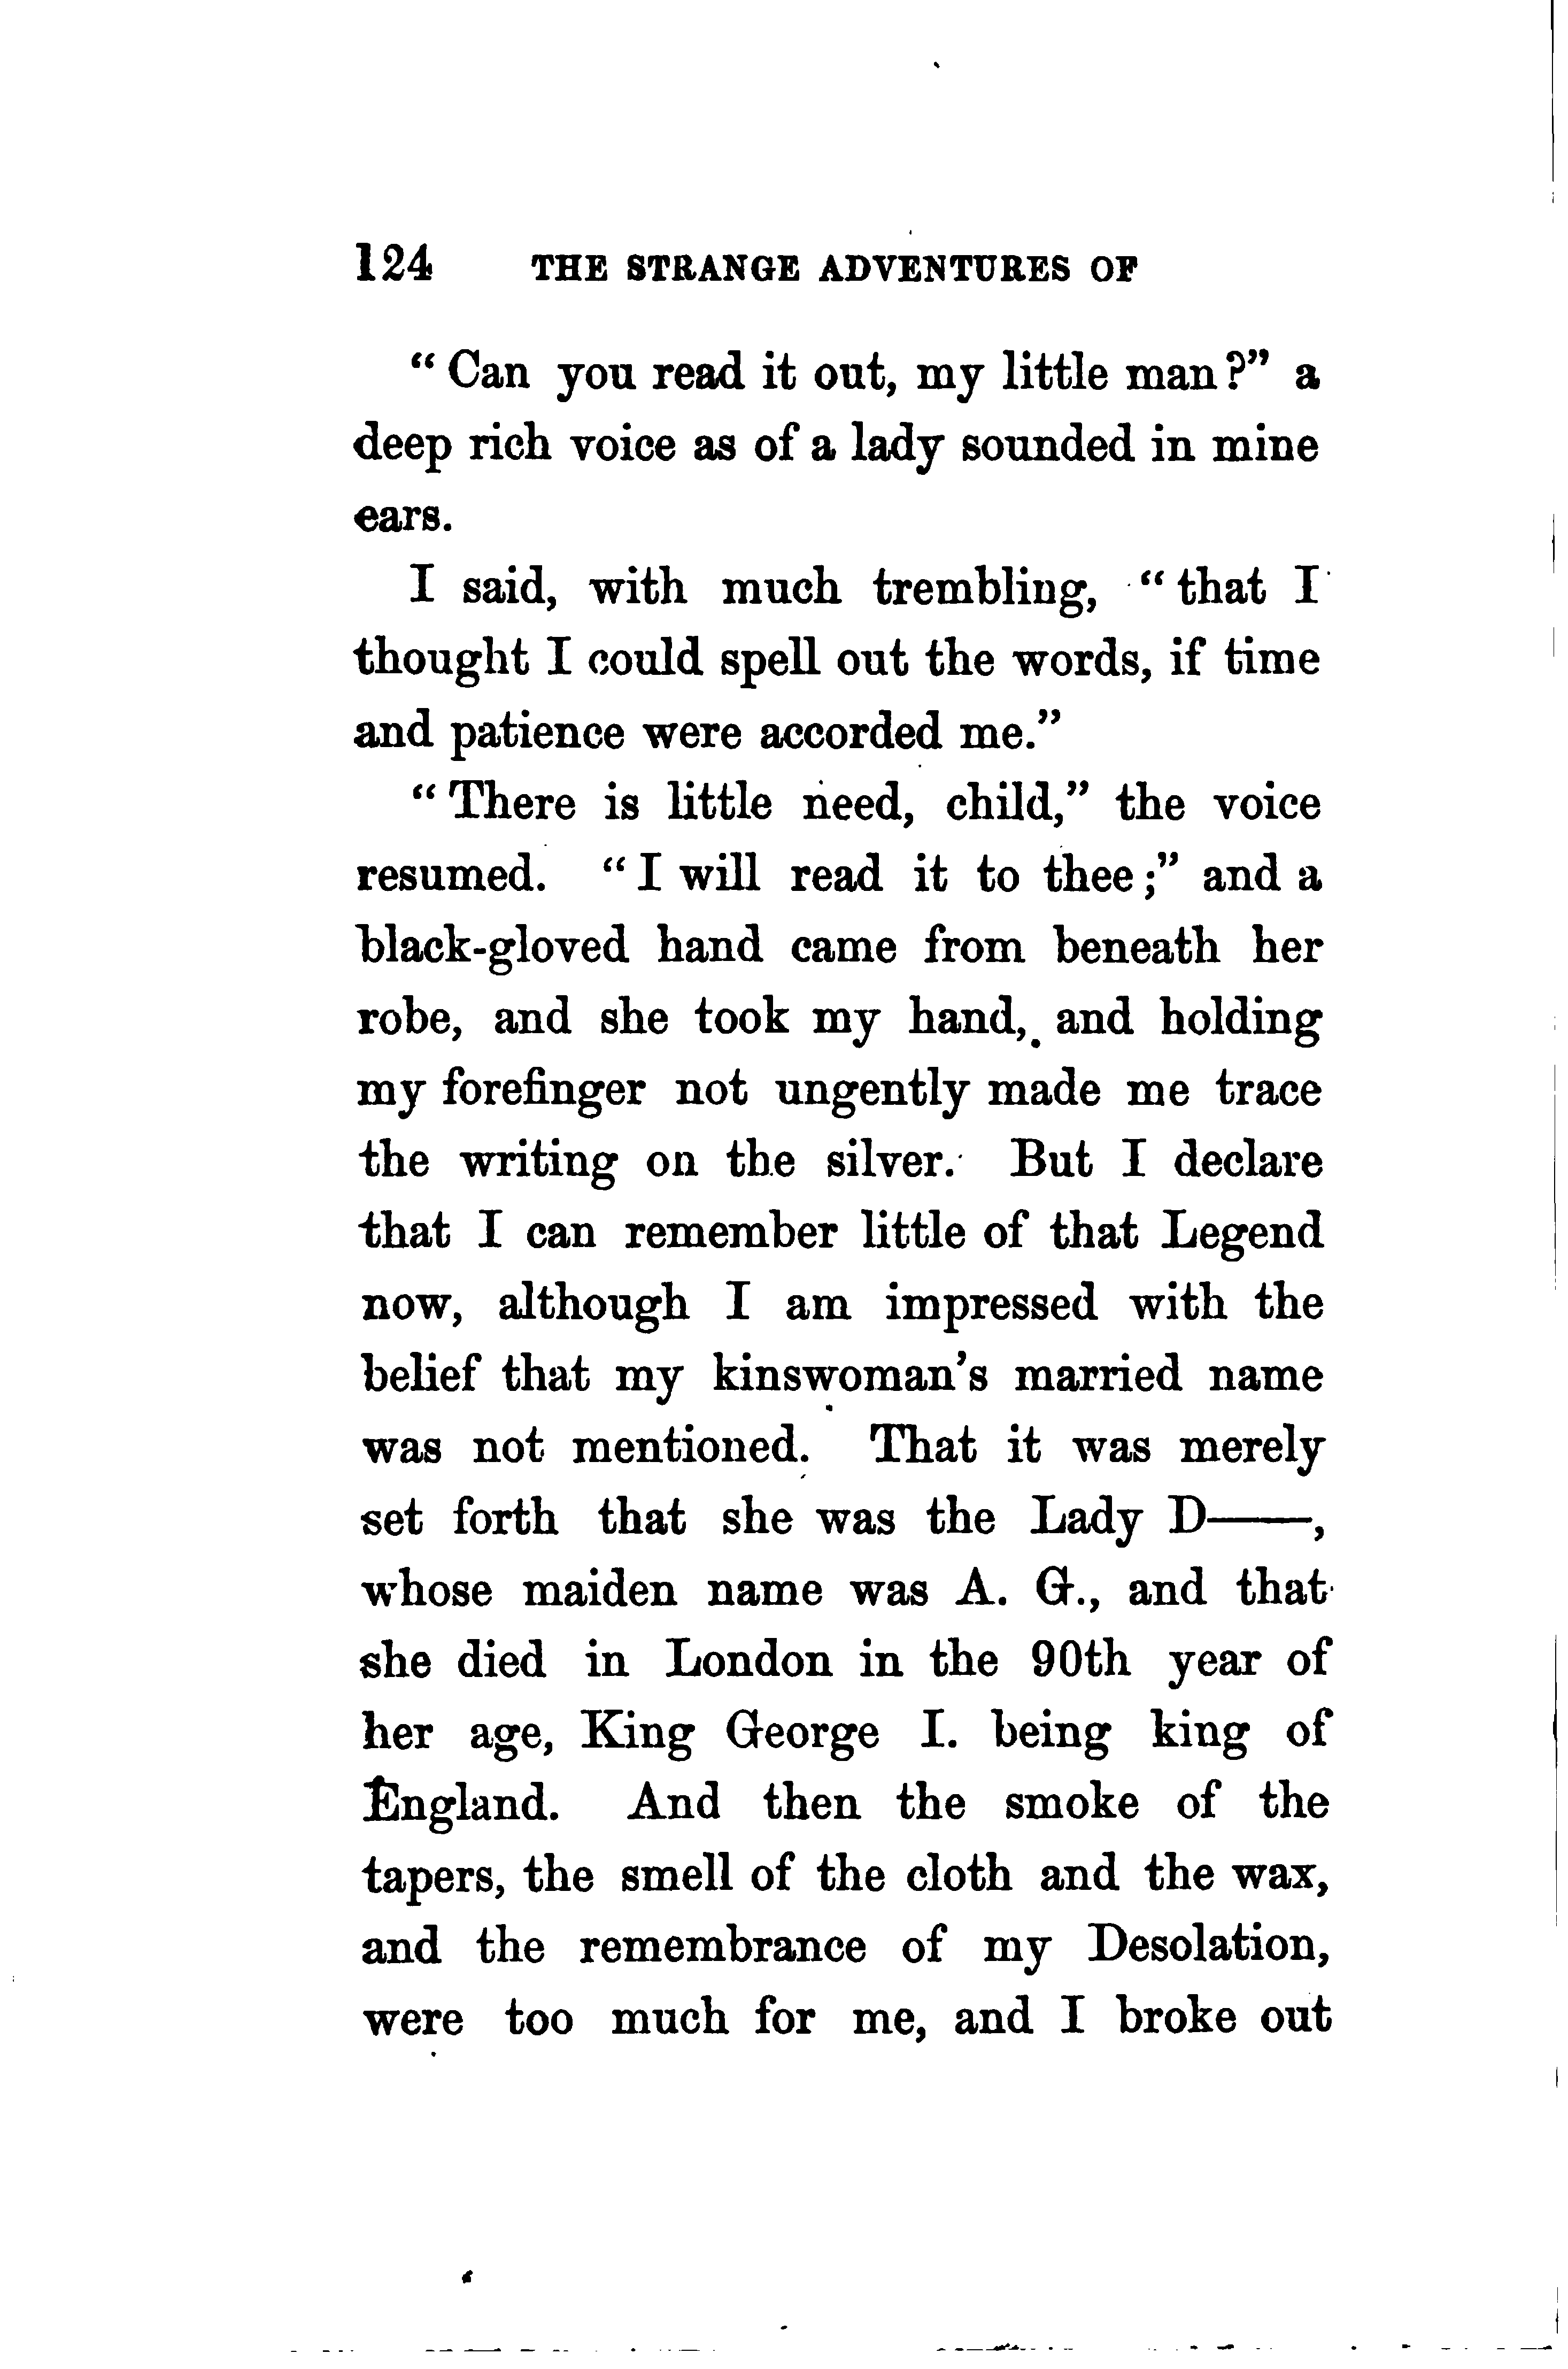 124 THE STRANGE ADVENTURES OF
“Can you read it out, my little man?” a
deep rich voice as of a lady sounded in mine
ears.
I said, with much trembling, “that I
thought I could spell out the words, if time
and patience were accorded me.”
“There is little need, child,” the voice
resumed. “I will read it to thee;” and a
black-gloved hand came from beneath her
robe, and she took my hand, and holding
my forefinger not ungently made me trace
the writing on the silver. But I declare
that I can remember little of that Legend
now, although I am impressed with the
belief that my kinswoman’s married name
was not mentioned. That it was merely
set forth that she was the Lady D——,
whose maiden name was A. G., and that
she died in London in the 90th year of
her age, King George I. being king of
England. And then the smoke of the
tapers, the smell of the cloth and the wax,
and the remembrance of my Desolation,
were too much for me, and I broke out